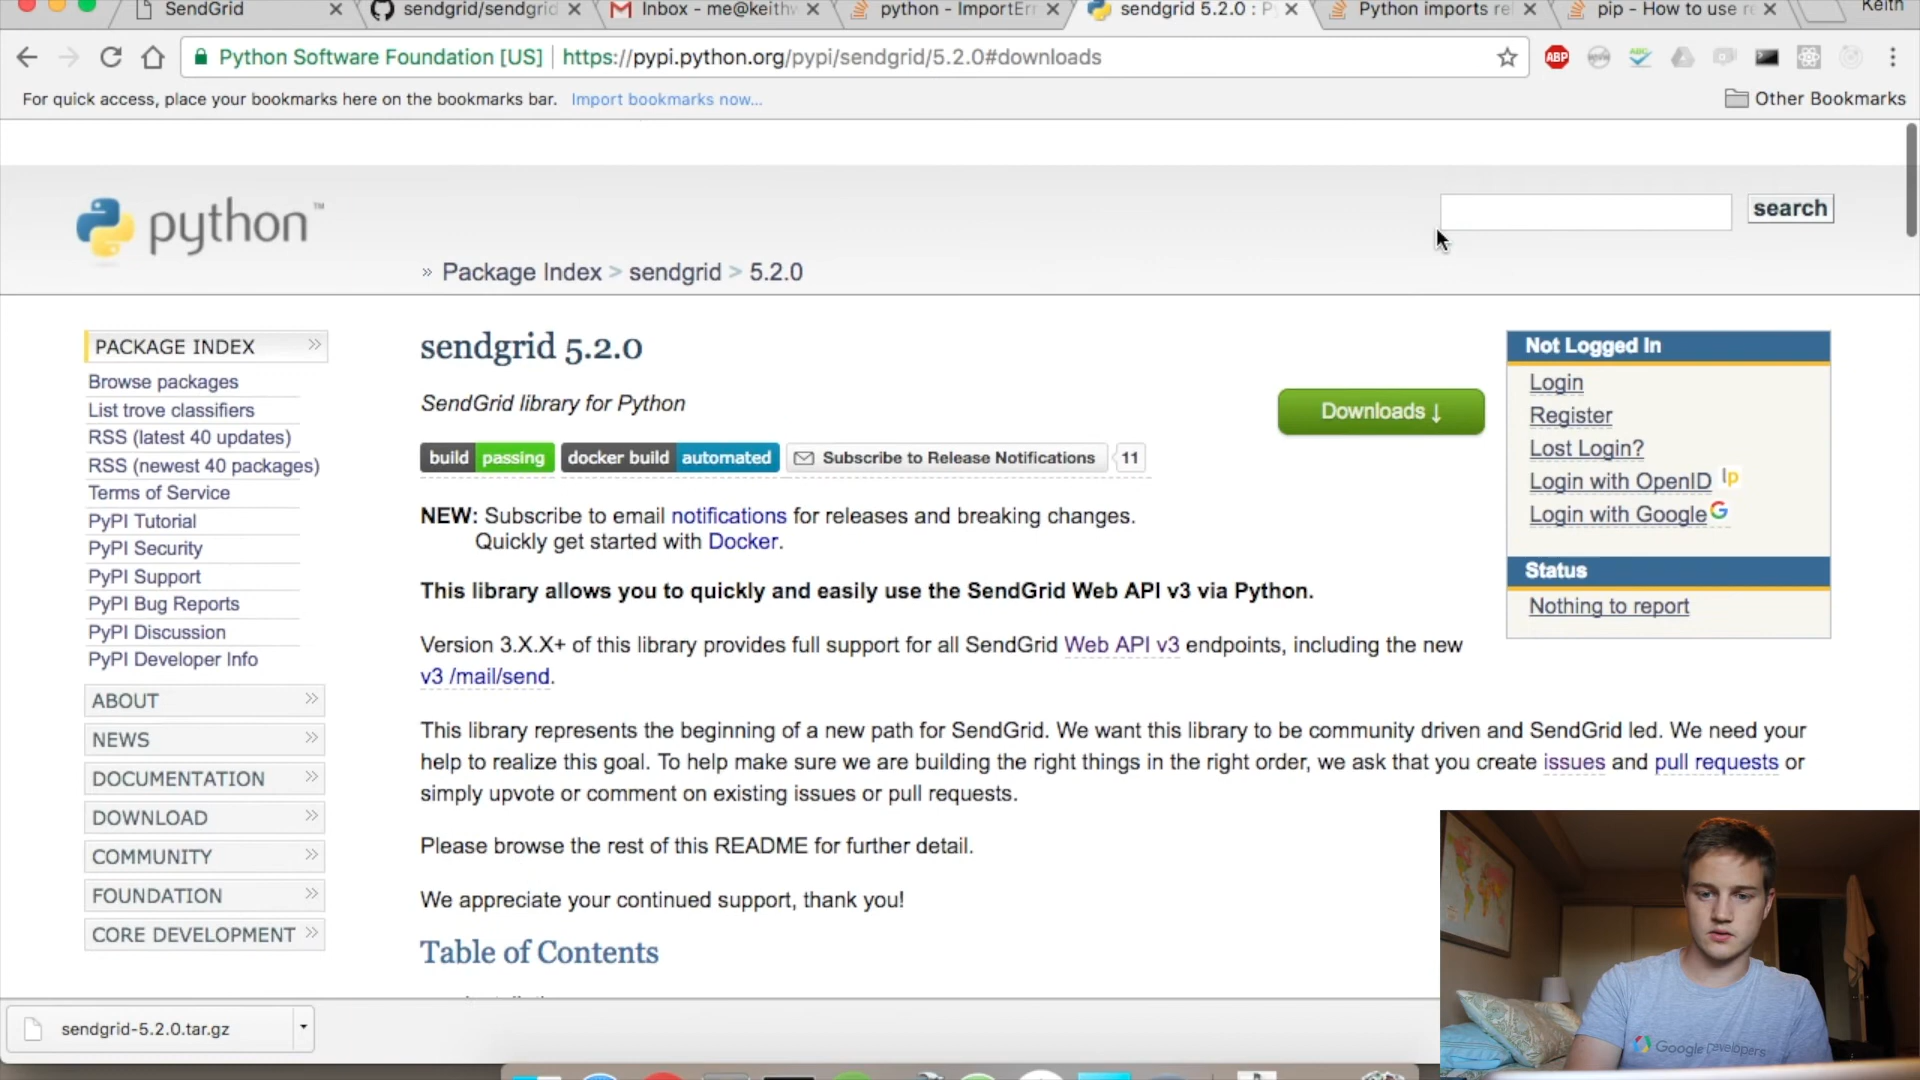 SendGrid
sendgrid/sendgrid
Inbox - me@keithw
python - ImportErr
sendgrid 5.2.0 : P
Python imports re
pip - How to use r
Keith
Python Software Foundation [US]
https://pypi.python.org/pypi/sendgrid/5.2.0#downloads
ABP
For quick access, place your bookmarks here on the bookmarks bar. Import bookmarks now...
Other Bookmarks
python™
search
» Package Index > sendgrid > 5.2.0
PACKAGE INDEX »
Browse packages
List trove classifiers
RSS (latest 40 updates)
RSS (newest 40 packages)
Terms of Service
PyPI Tutorial
PyPI Security
PyPI Support
PyPI Bug Reports
PyPI Discussion
PyPI Developer Info
ABOUT »
NEWS »
DOCUMENTATION »
DOWNLOAD »
COMMUNITY »
FOUNDATION »
CORE DEVELOPMENT »
sendgrid 5.2.0
SendGrid library for Python
Downloads ↓
build passing docker build automated Subscribe to Release Notifications 11
NEW: Subscribe to email notifications for releases and breaking changes.
Quickly get started with Docker.
This library allows you to quickly and easily use the SendGrid Web API v3 via Python.
Version 3.X.X+ of this library provides full support for all SendGrid Web API v3 endpoints, including the new
v3 /mail/send.
This library represents the beginning of a new path for SendGrid. We want this library to be community driven and SendGrid led. We need your
help to realize this goal. To help make sure we are building the right things in the right order, we ask that you create issues and pull requests or
simply upvote or comment on existing issues or pull requests.
Please browse the rest of this README for further detail.
We appreciate your continued support, thank you!
Table of Contents
Not Logged In
Login
Register
Lost Login?
Login with OpenID
Login with Google
Status
Nothing to report
sendgrid-5.2.0.tar.gz
Google Developers